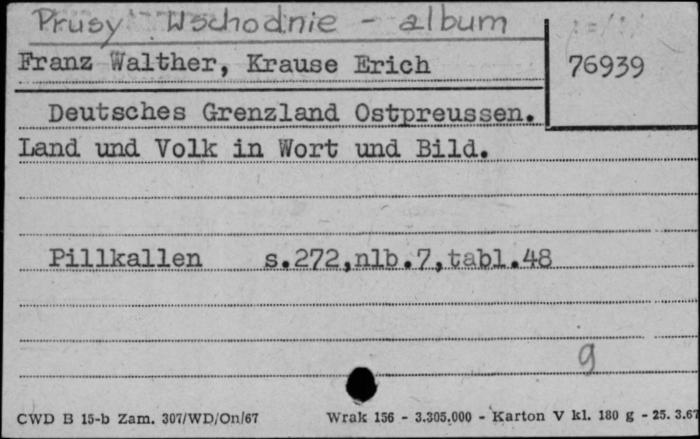 Prusy Wschodnie - album
Franz Walther, Krause Erich
76939
Deutsches Grenzland Ostpreussen.
Land und Volk in Wort und Bild.
Pillkallen s.272,nlb.7,tabl.48
9
CWD B 15-b Zam. 307/WD/On/67 Wrak 156 - 3.305.000 - Karton V kl. 180 g - 25. 3.67